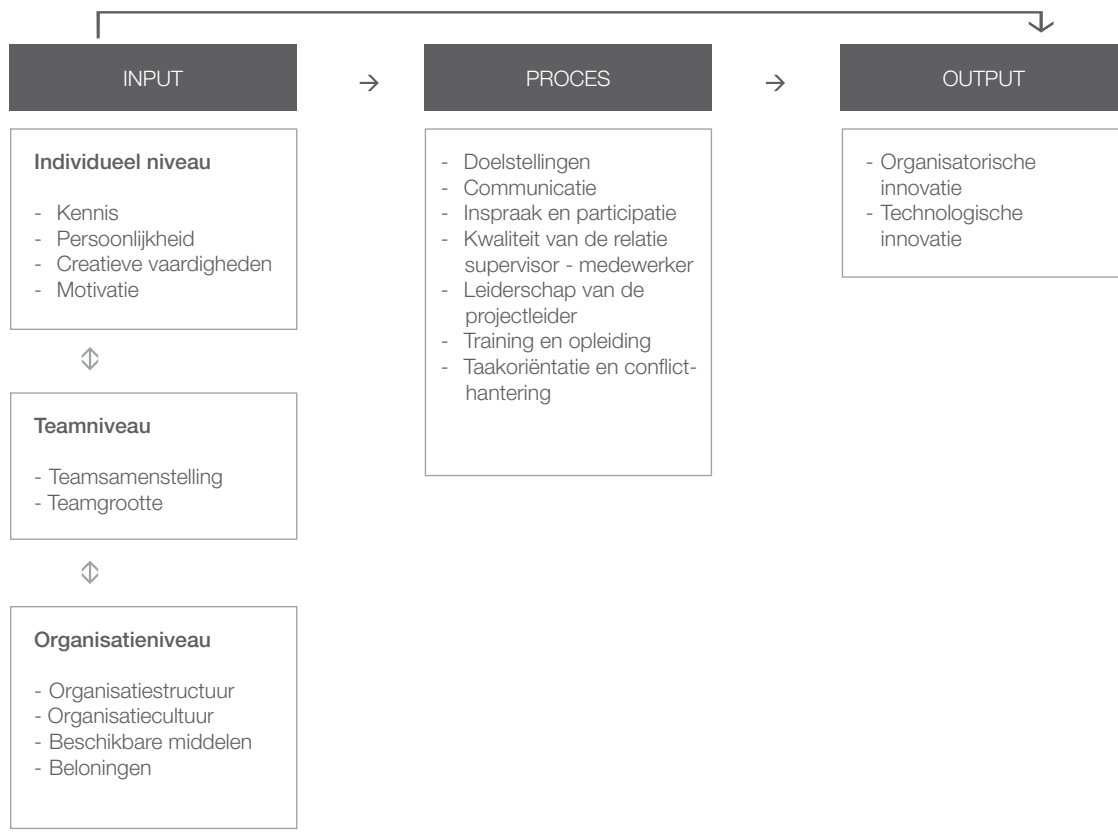 INPUT
Individueel niveau
- Kennis
- Persoonlijkheid
- Creatieve vaardigheden
- Motivatie
Teamniveau
- Teamsamenstelling
- Teamgrootte
Organisatieniveau
- Organisatiestructuur
- Organisatiecultuur
- Beschikbare middelen
- Beloningen
PROCES
- Doelstellingen
- Communicatie
- Inspraak en participatie
- Kwaliteit van de relatie
supervisor - medewerker
- Leiderschap van de
projectleider
- Training en opleiding
- Taakoriëntatie en conflict-
hantering
OUTPUT
- Organisatorische
innovatie
- Technologische
innovatie